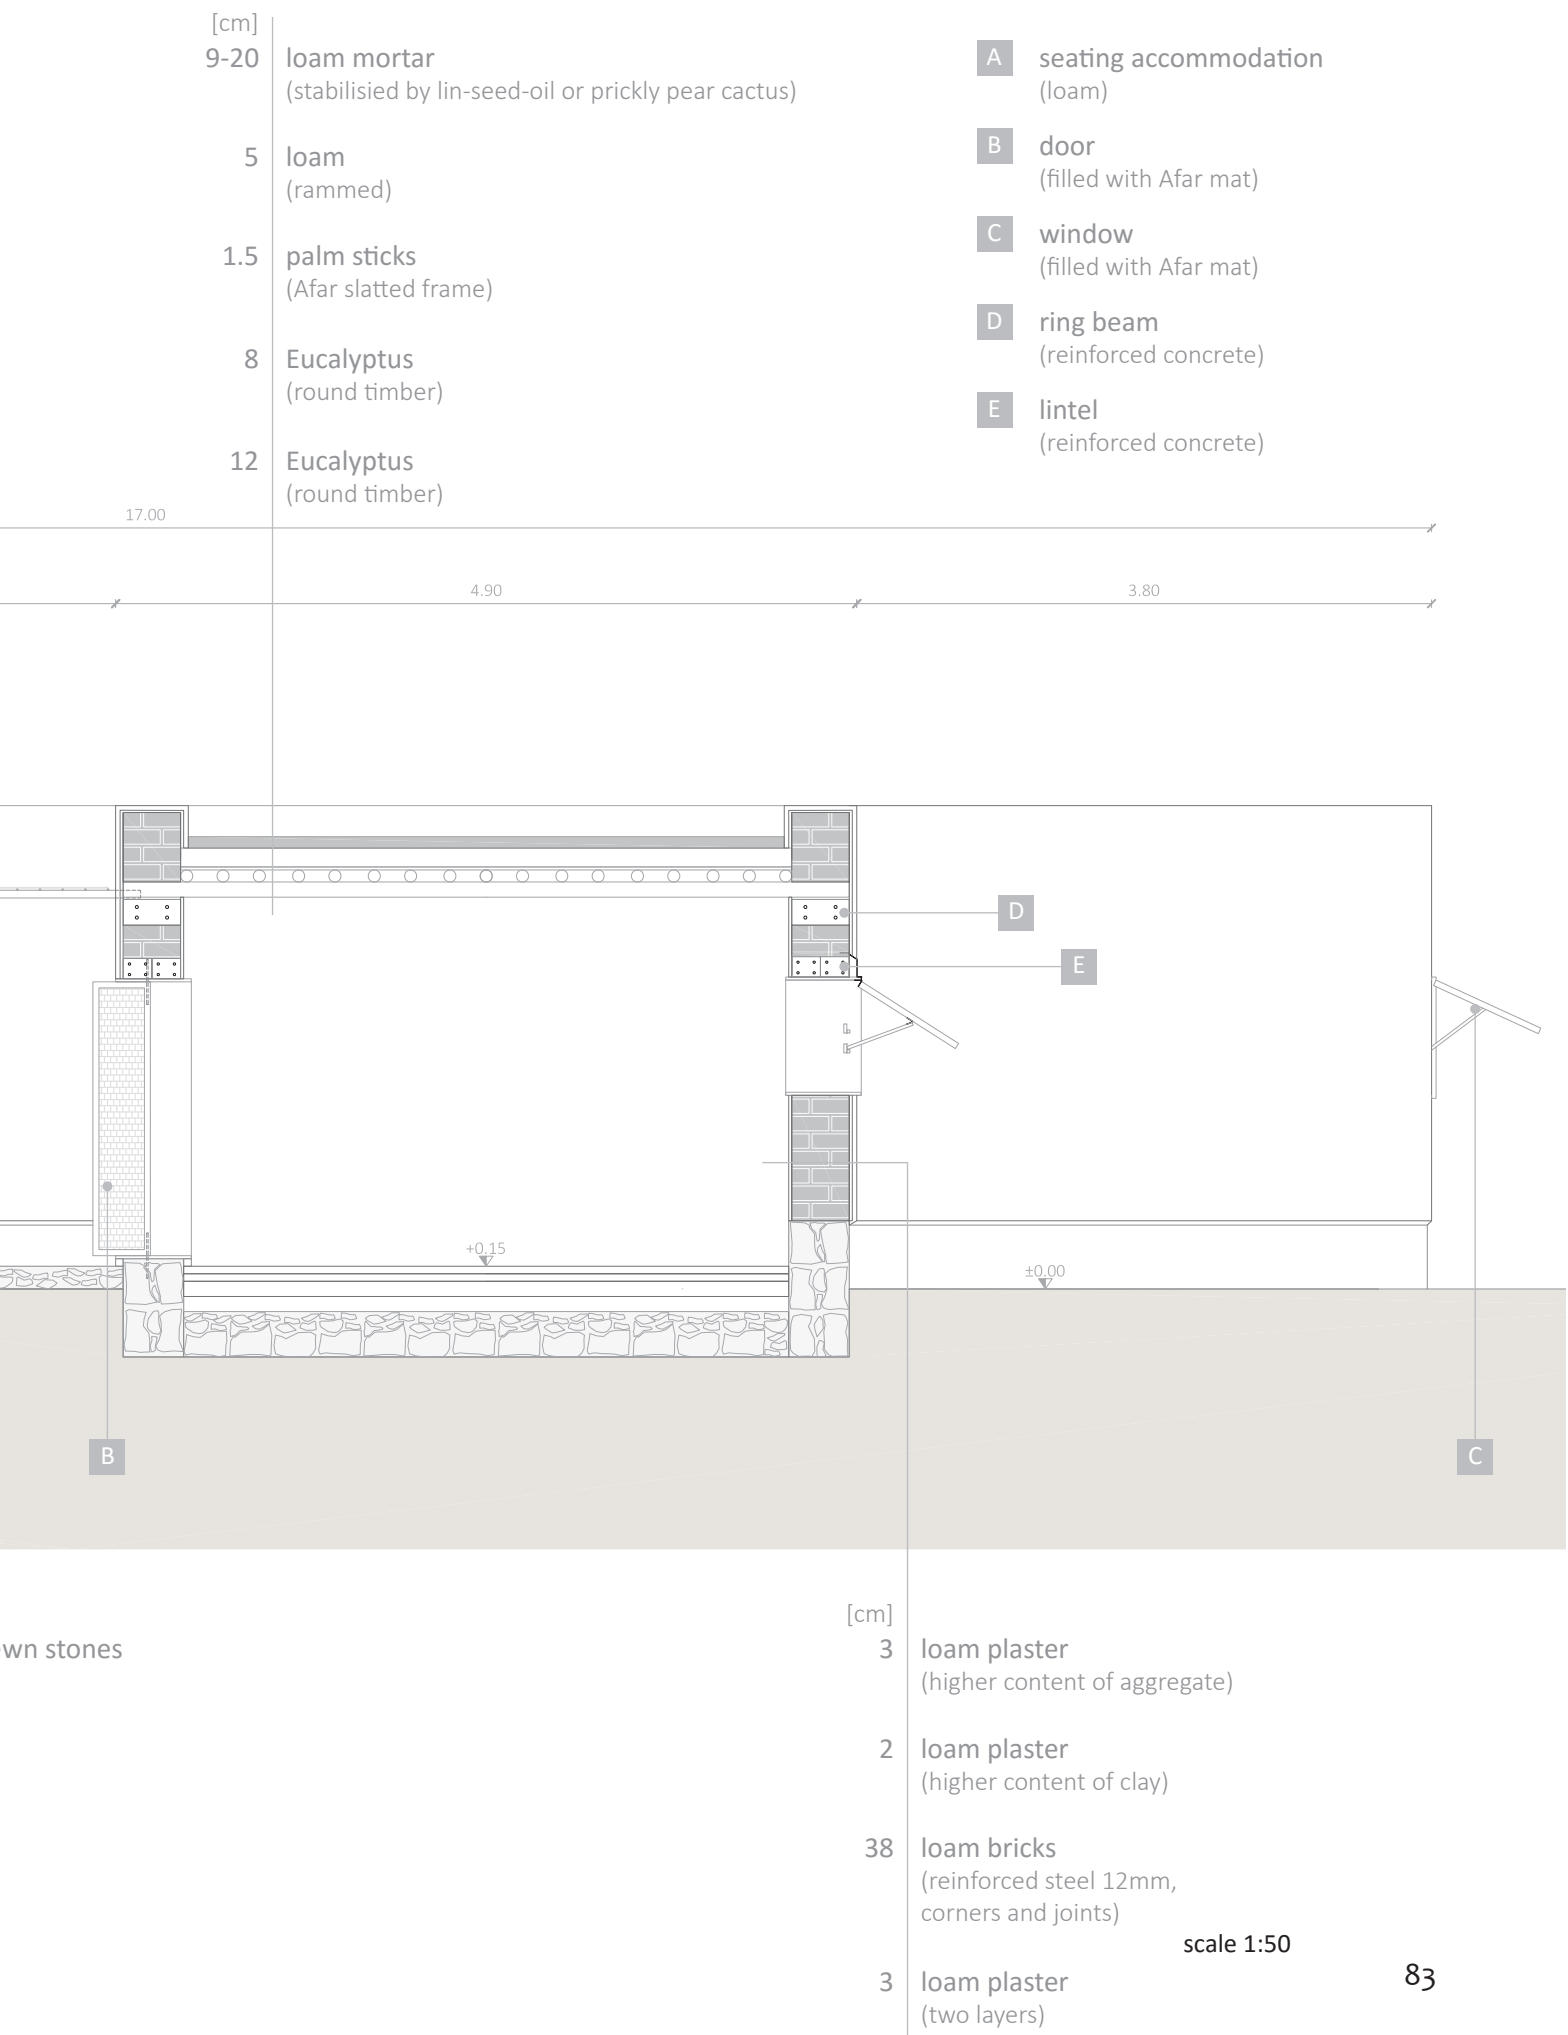 [cm]
9-20 loam mortar
(stabilisied by lin-seed-oil or prickly pear cactus)
5 loam
(rammed)
1.5 palm sticks
(Afar slatted frame)
8 Eucalyptus
(round timber)
12 Eucalyptus
(round timber)
A seating accommodation
(loam)
B door
(filled with Afar mat)
C window
(filled with Afar mat)
D ring beam
(reinforced concrete)
E lintel
(reinforced concrete)
17.00
4.90
3.80
D
E
+0.15
±0.00
B
C
wn stones
[cm]
3 loam plaster
(higher content of aggregate)
2 loam plaster
(higher content of clay)
38 loam bricks
(reinforced steel 12mm,
corners and joints)
3 loam plaster
(two layers)
scale 1:50
83